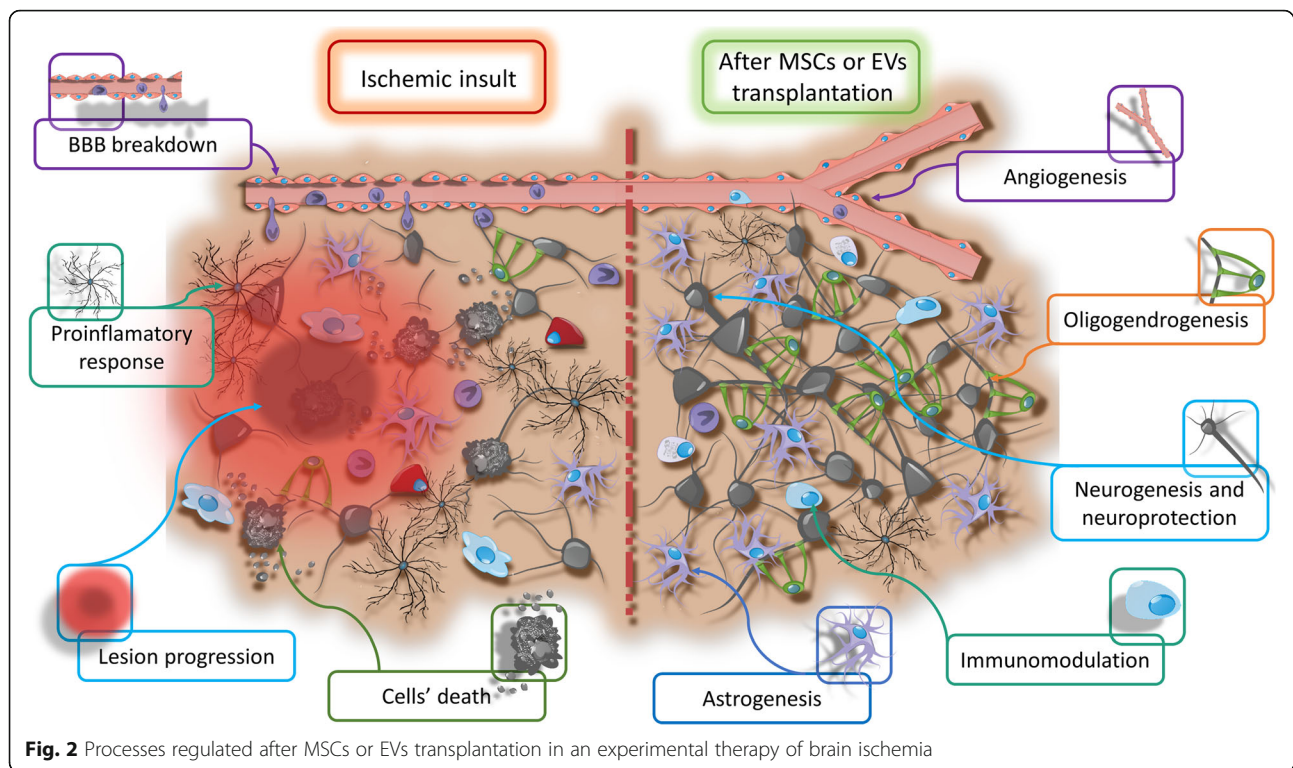 Ischemic insult
After MSCs or EVs
transplantation
BBB breakdown
Angiogenesis
Proinflamatory
response
Oligogendrogenesis
Neurogenesis and
neuroprotection
Lesion progression
Cells' death
Astrogenesis
Immunomodulation
Fig. 2 Processes regulated after MSCs or EVs transplantation in an experimental therapy of brain ischemia